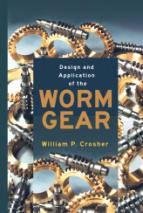 Design and
Application
of the
WORM
GEAR
William P. Crosher